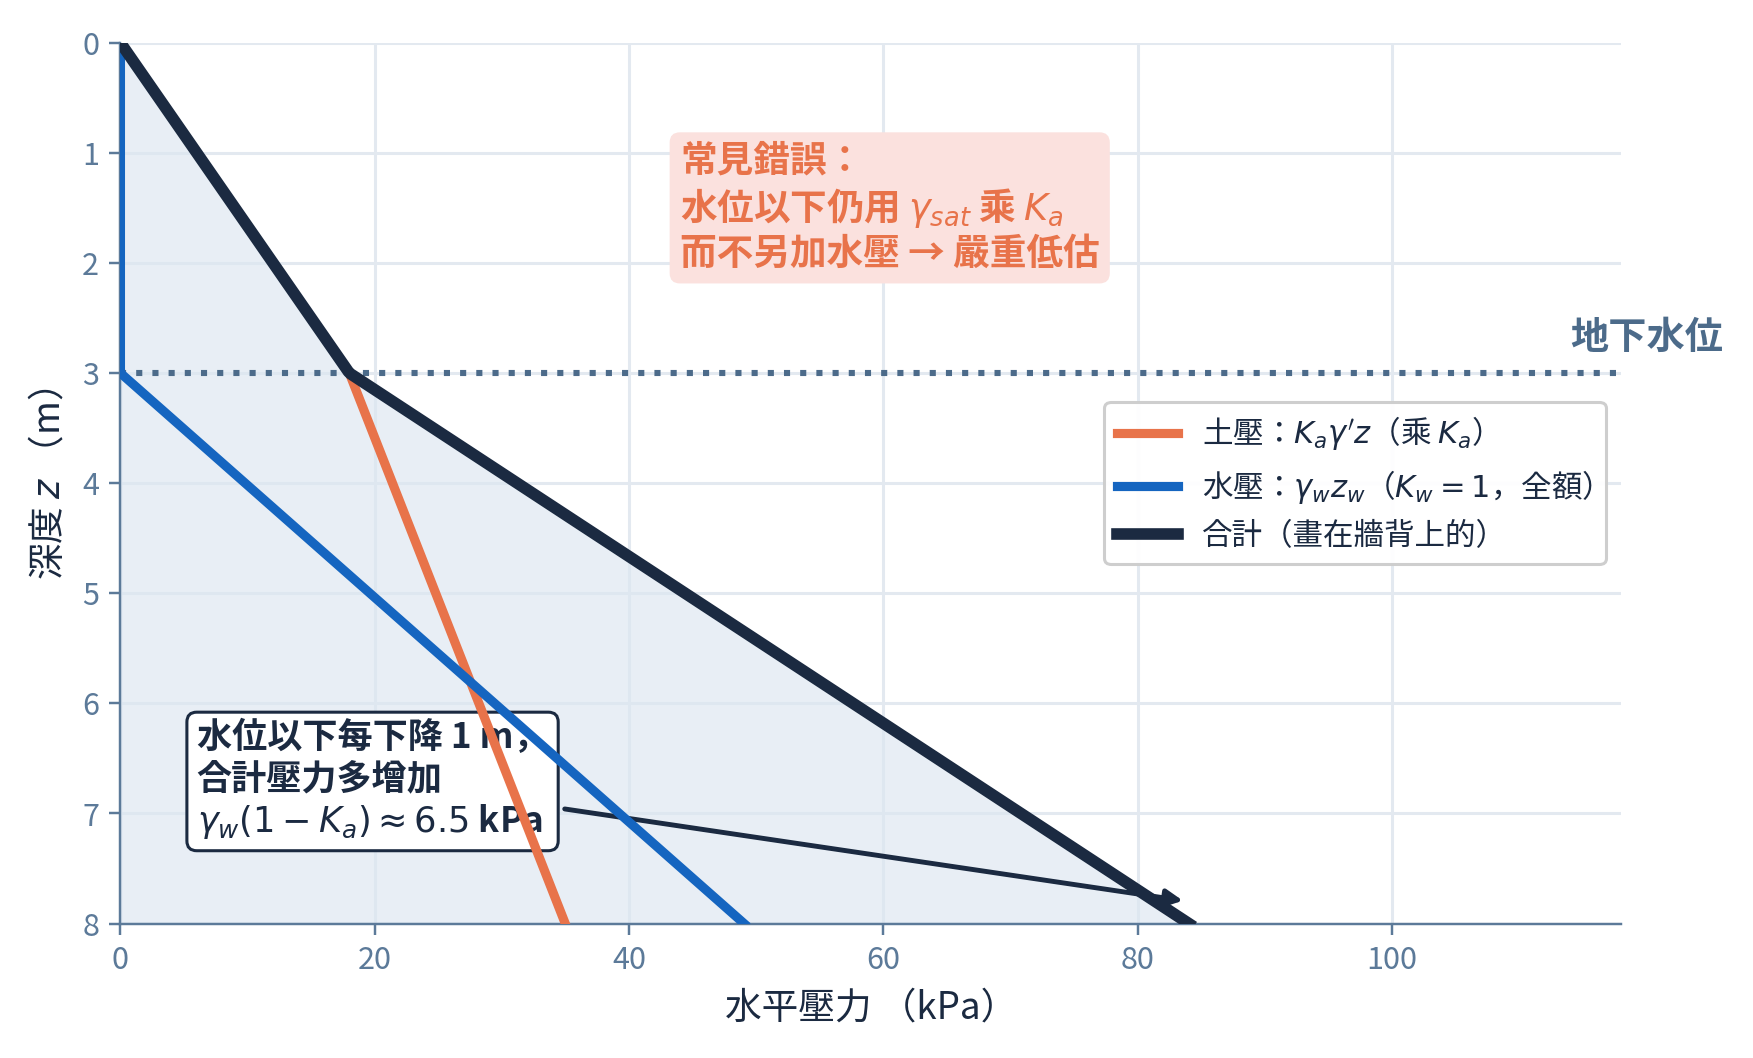 0
1
2
3
4
5
6
7
8
深度 z （m）
常見錯誤：
水位以下仍用 γsat 乘 Ka
而不另加水壓 → 嚴重低估
地下水位
土壓：Kaγ′z（乘 Ka）
水壓：γwzw（Kw = 1，全額）
合計（畫在牆背上的）
水位以下每下降 1 m，
合計壓力多增加
γw(1 − Ka) ≈ 6.5 kPa
0 20 40 60 80 100
水平壓力 （kPa）